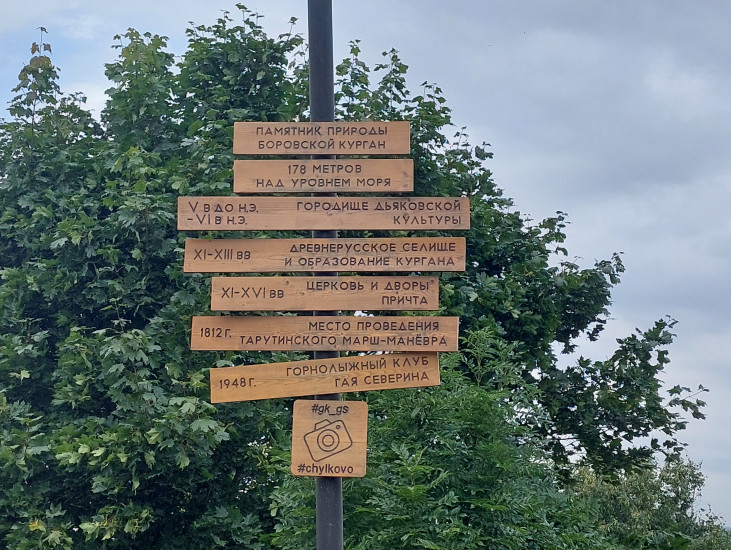 ПАМЯТНИК ПРИРОДЫ
БОРОВСКОЙ КУРГАН
178 МЕТРОВ
НАД УРОВНЕМ МОРЯ
V В ДО Н.Э. ГОРОДИЩЕ ДЬЯКОВСКОЙ
-VI В Н.Э. КУЛЬТУРЫ
XI-XIII ВВ ДРЕВНЕРУССКОЕ СЕЛИЩЕ
И ОБРАЗОВАНИЕ КУРГАНА
XI-XVI ВВ ЦЕРКОВЬ И ДВОРЫ
ПРИЧТА
1812 Г. МЕСТО ПРОВЕДЕНИЯ
ТАРУТИНСКОГО МАРШ-МАНЁВРА
1948 Г. ГОРНОЛЫЖНЫЙ КЛУБ
ГАЯ СЕВЕРИНА
#gk_gs
#chylkovo